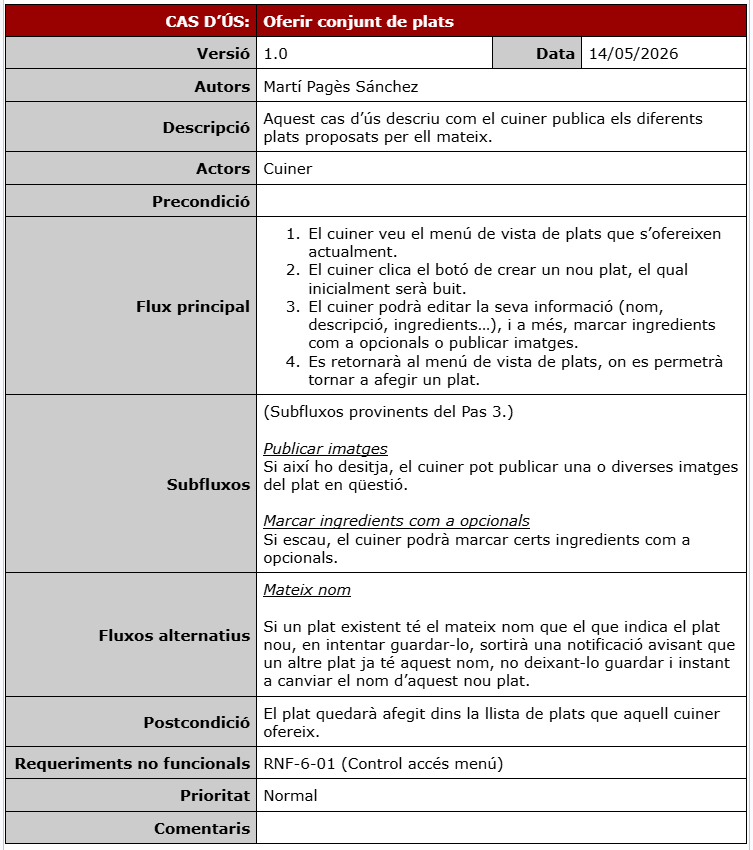 CAS D’ÚS: Oferir conjunt de plats
Versió 1.0 Data 14/05/2026
Autors Martí Pagès Sánchez
Descripció Aquest cas d’ús descriu com el cuiner publica els diferents
plats proposats per ell mateix.
Actors Cuiner
Precondició
Flux principal
1. El cuiner veu el menú de vista de plats que s’ofereixen
actualment.
2. El cuiner clica el botó de crear un nou plat, el qual
inicialment serà buit.
3. El cuiner podrà editar la seva informació (nom,
descripció, ingredients…), i a més, marcar ingredients
com a opcionals o publicar imatges.
4. Es retornarà al menú de vista de plats, on es permetrà
tornar a afegir un plat.
Subfluxos
(Subfluxos provinents del Pas 3.)
Publicar imatges
Si així ho desitja, el cuiner pot publicar una o diverses imatges
del plat en qüestió.
Marcar ingredients com a opcionals
Si escau, el cuiner podrà marcar certs ingredients com a
opcionals.
Fluxos alternatius
Mateix nom
Si un plat existent té el mateix nom que el que indica el plat
nou, en intentar guardar-lo, sortirà una notificació avisant que
un altre plat ja té aquest nom, no deixant-lo guardar i instant
a canviar el nom d’aquest nou plat.
Postcondició El plat quedarà afegit dins la llista de plats que aquell cuiner
ofereix.
Requeriments no funcionals RNF-6-01 (Control accés menú)
Prioritat Normal
Comentaris